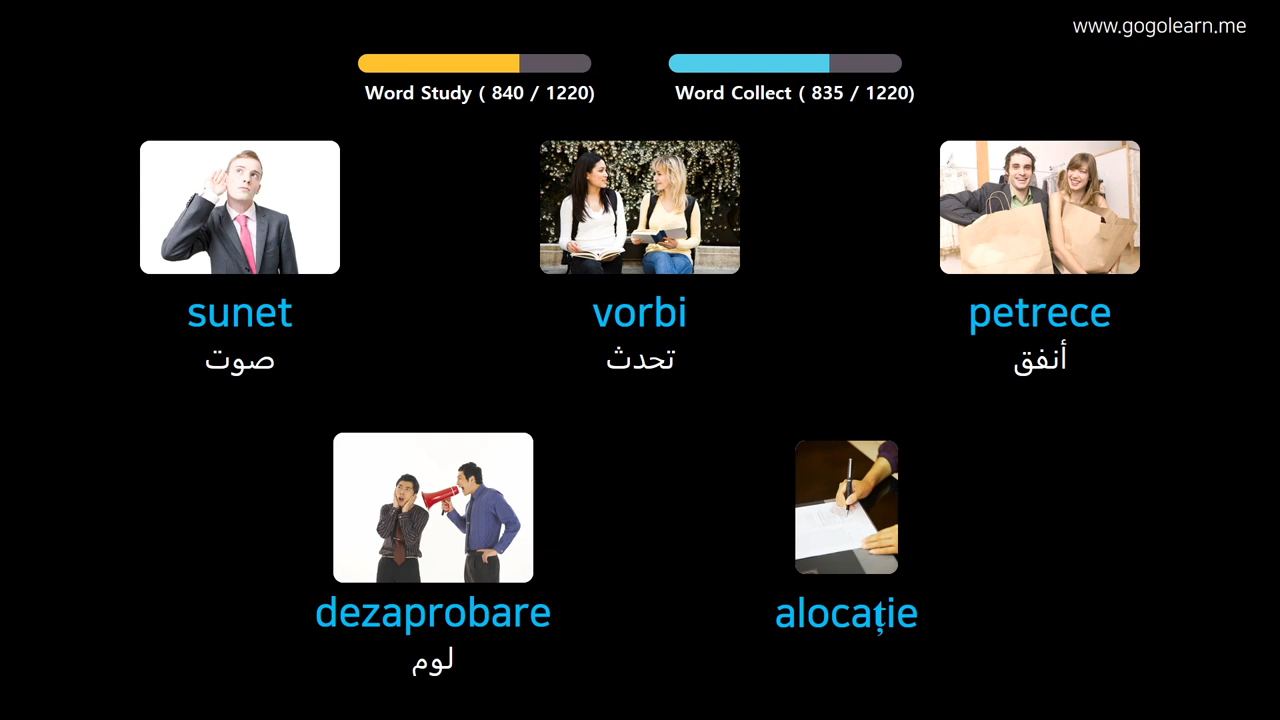 www.gogolearn.me
Word Study ( 840 / 1220)
Word Collect ( 835 / 1220)
sunet
صوت
vorbi
تحدث
petrece
أنفق
dezaprobare
لوم
alocație